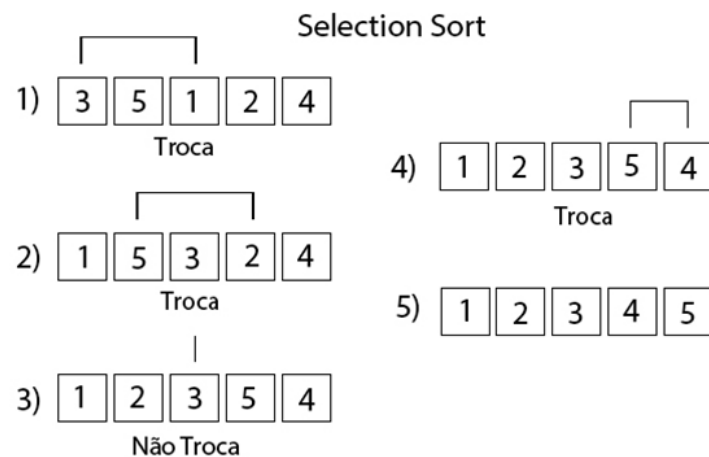 Selection Sort
1) 3 5 1 2 4
Troca
2) 1 5 3 2 4
Troca
3) 1 2 3 5 4
Não Troca
4) 1 2 3 5 4
Troca
5) 1 2 3 4 5